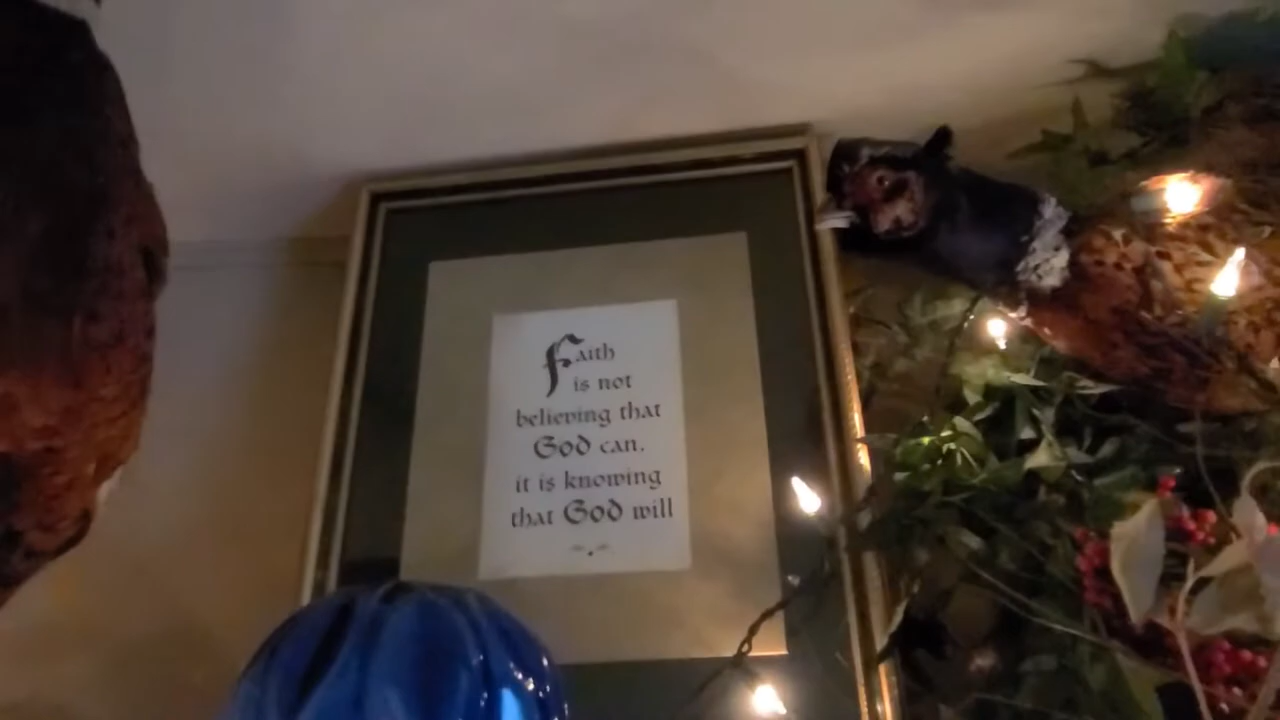 Faith
is not
believing that
God can.
it is knowing
that God will